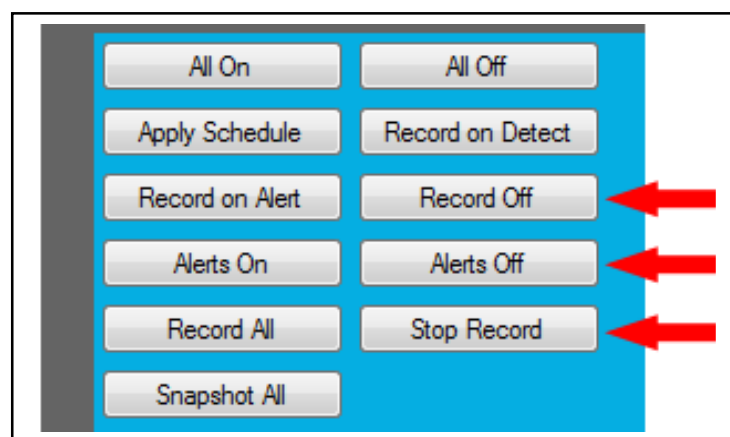 All On All Off
Apply Schedule Record on Detect
Record on Alert Record Off
Alerts On Alerts Off
Record All Stop Record
Snapshot All